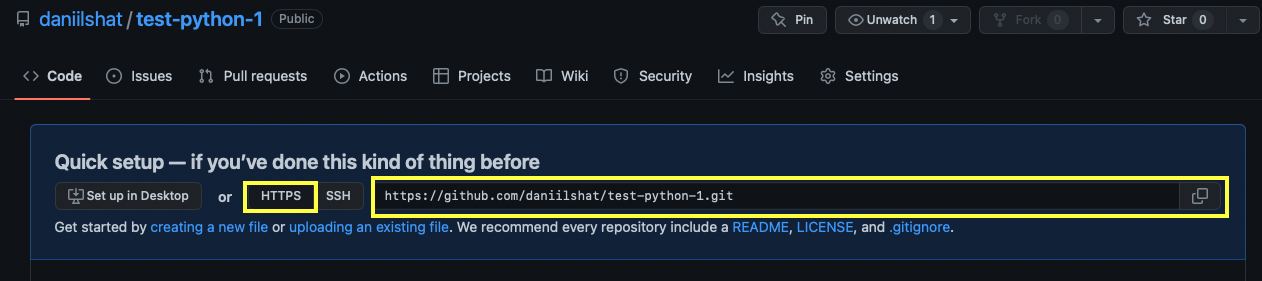 daniilshat / test-python-1 Public
Pin Unwatch 1 Fork 0 Star 0
Code Issues Pull requests Actions Projects Wiki Security Insights Settings
Quick setup — if you’ve done this kind of thing before
Set up in Desktop or HTTPS SSH https://github.com/daniilshat/test-python-1.git
Get started by creating a new file or uploading an existing file. We recommend every repository include a README, LICENSE, and .gitignore.